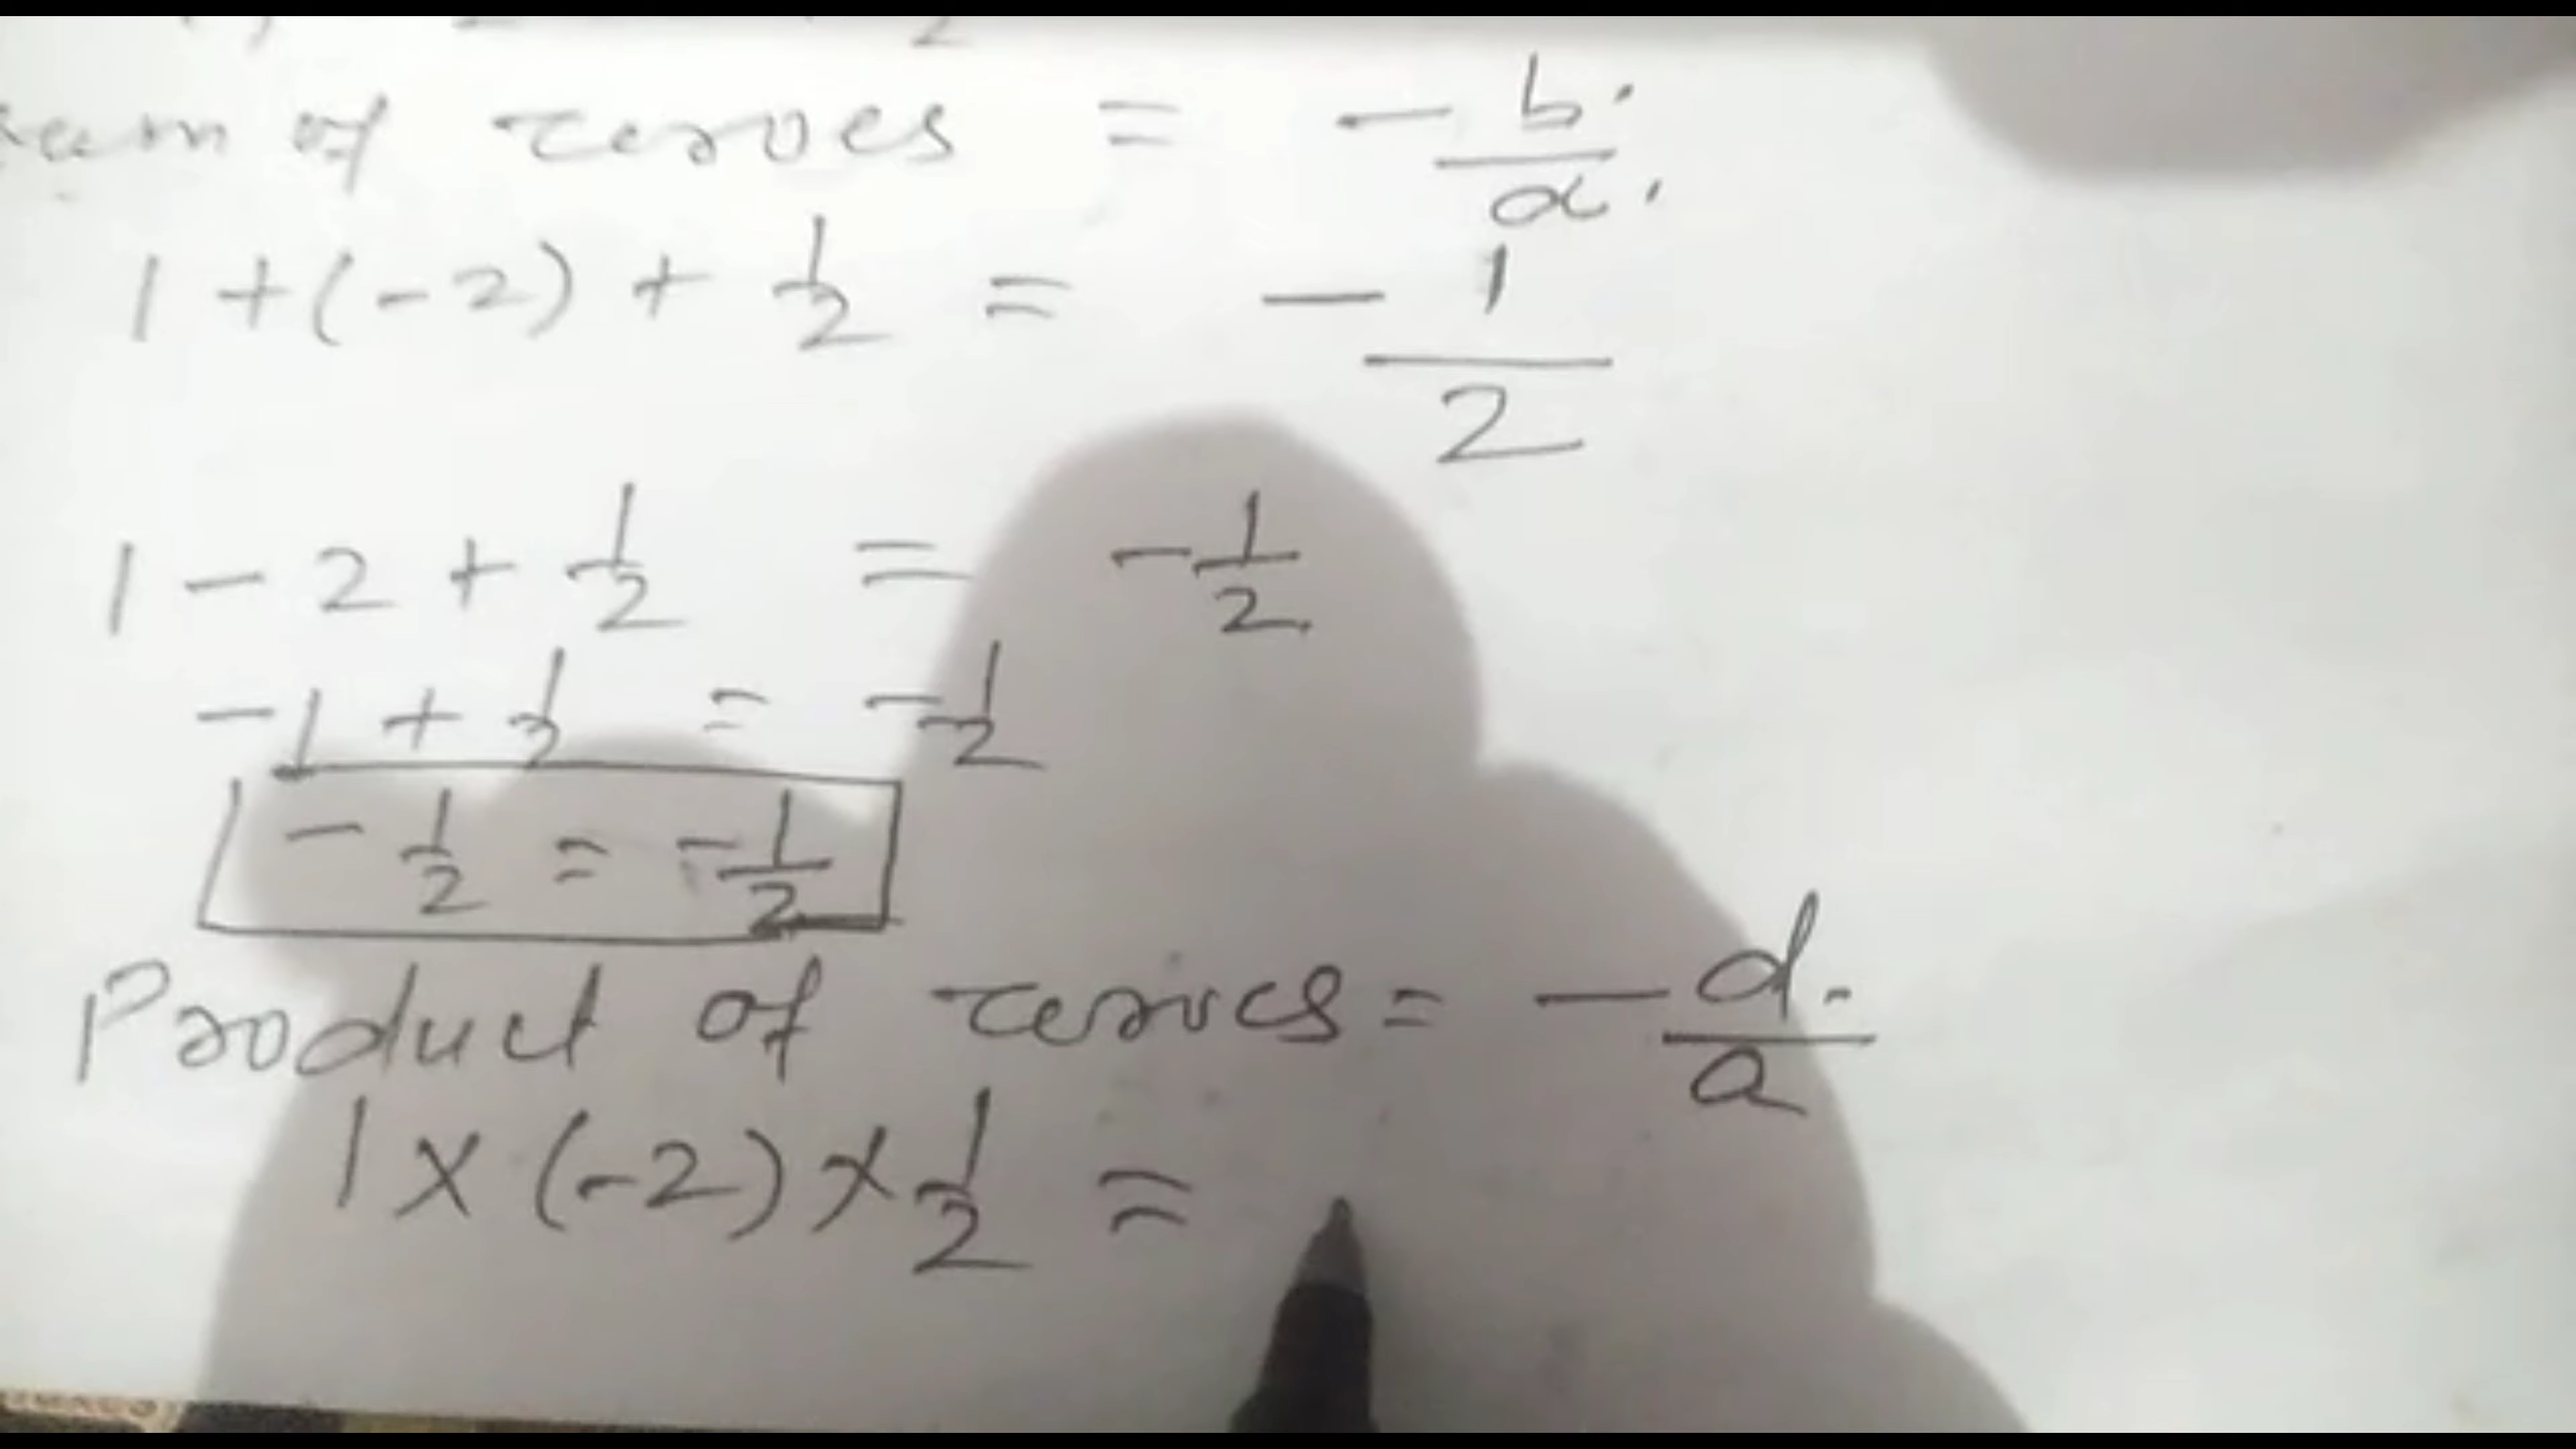 sum of zeroes = - b/a.
1 + (-2) + 1/2 = - 1/2
1 - 2 + 1/2 = - 1/2.
-1 + 1/2 = - 1/2
- 1/2 = - 1/2
Product of zeroes = - d/a
1 × (-2) × 1/2 =